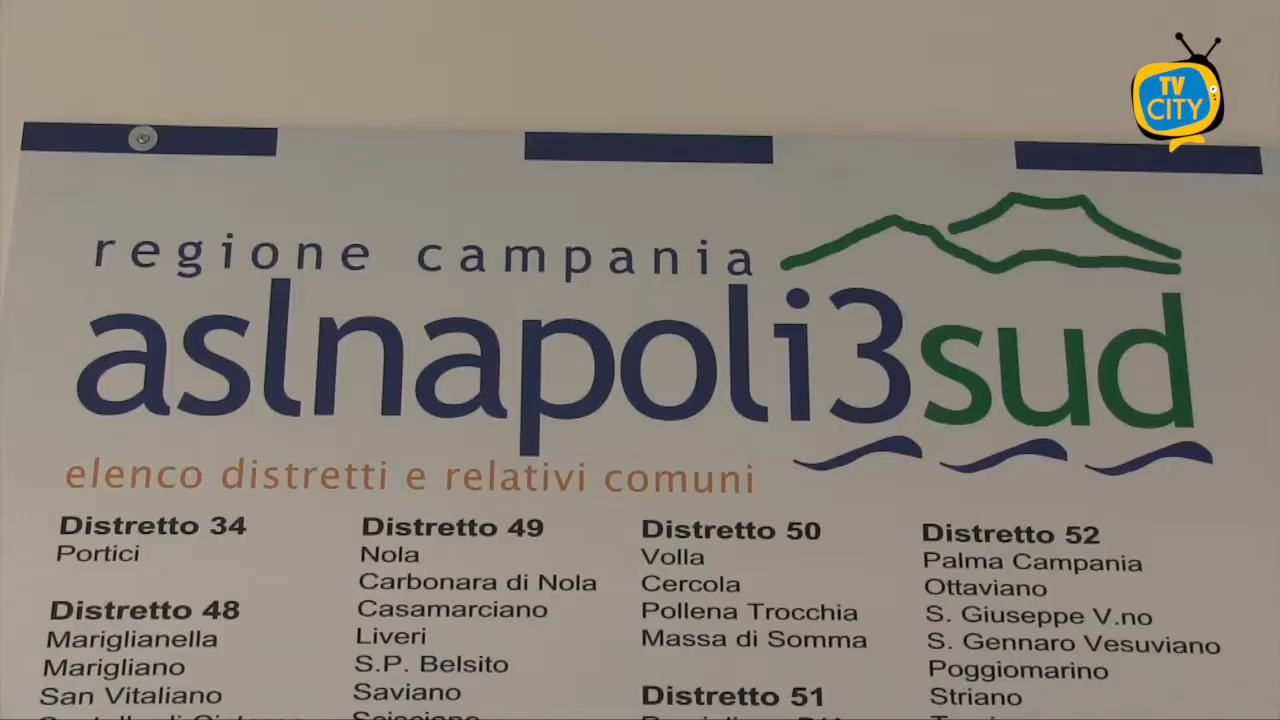 TV
CITY
regione campania
aslnapoli3sud
elenco distretti e relativi comuni
Distretto 34
Portici
Distretto 48
Mariglianella
Marigliano
San Vitaliano
Distretto 49
Nola
Carbonara di Nola
Casamarciano
Liveri
S.P. Belsito
Saviano
Distretto 50
Volla
Cercola
Pollena Trocchia
Massa di Somma
Distretto 51
Distretto 52
Palma Campania
Ottaviano
S. Giuseppe V.no
S. Gennaro Vesuviano
Poggiomarino
Striano